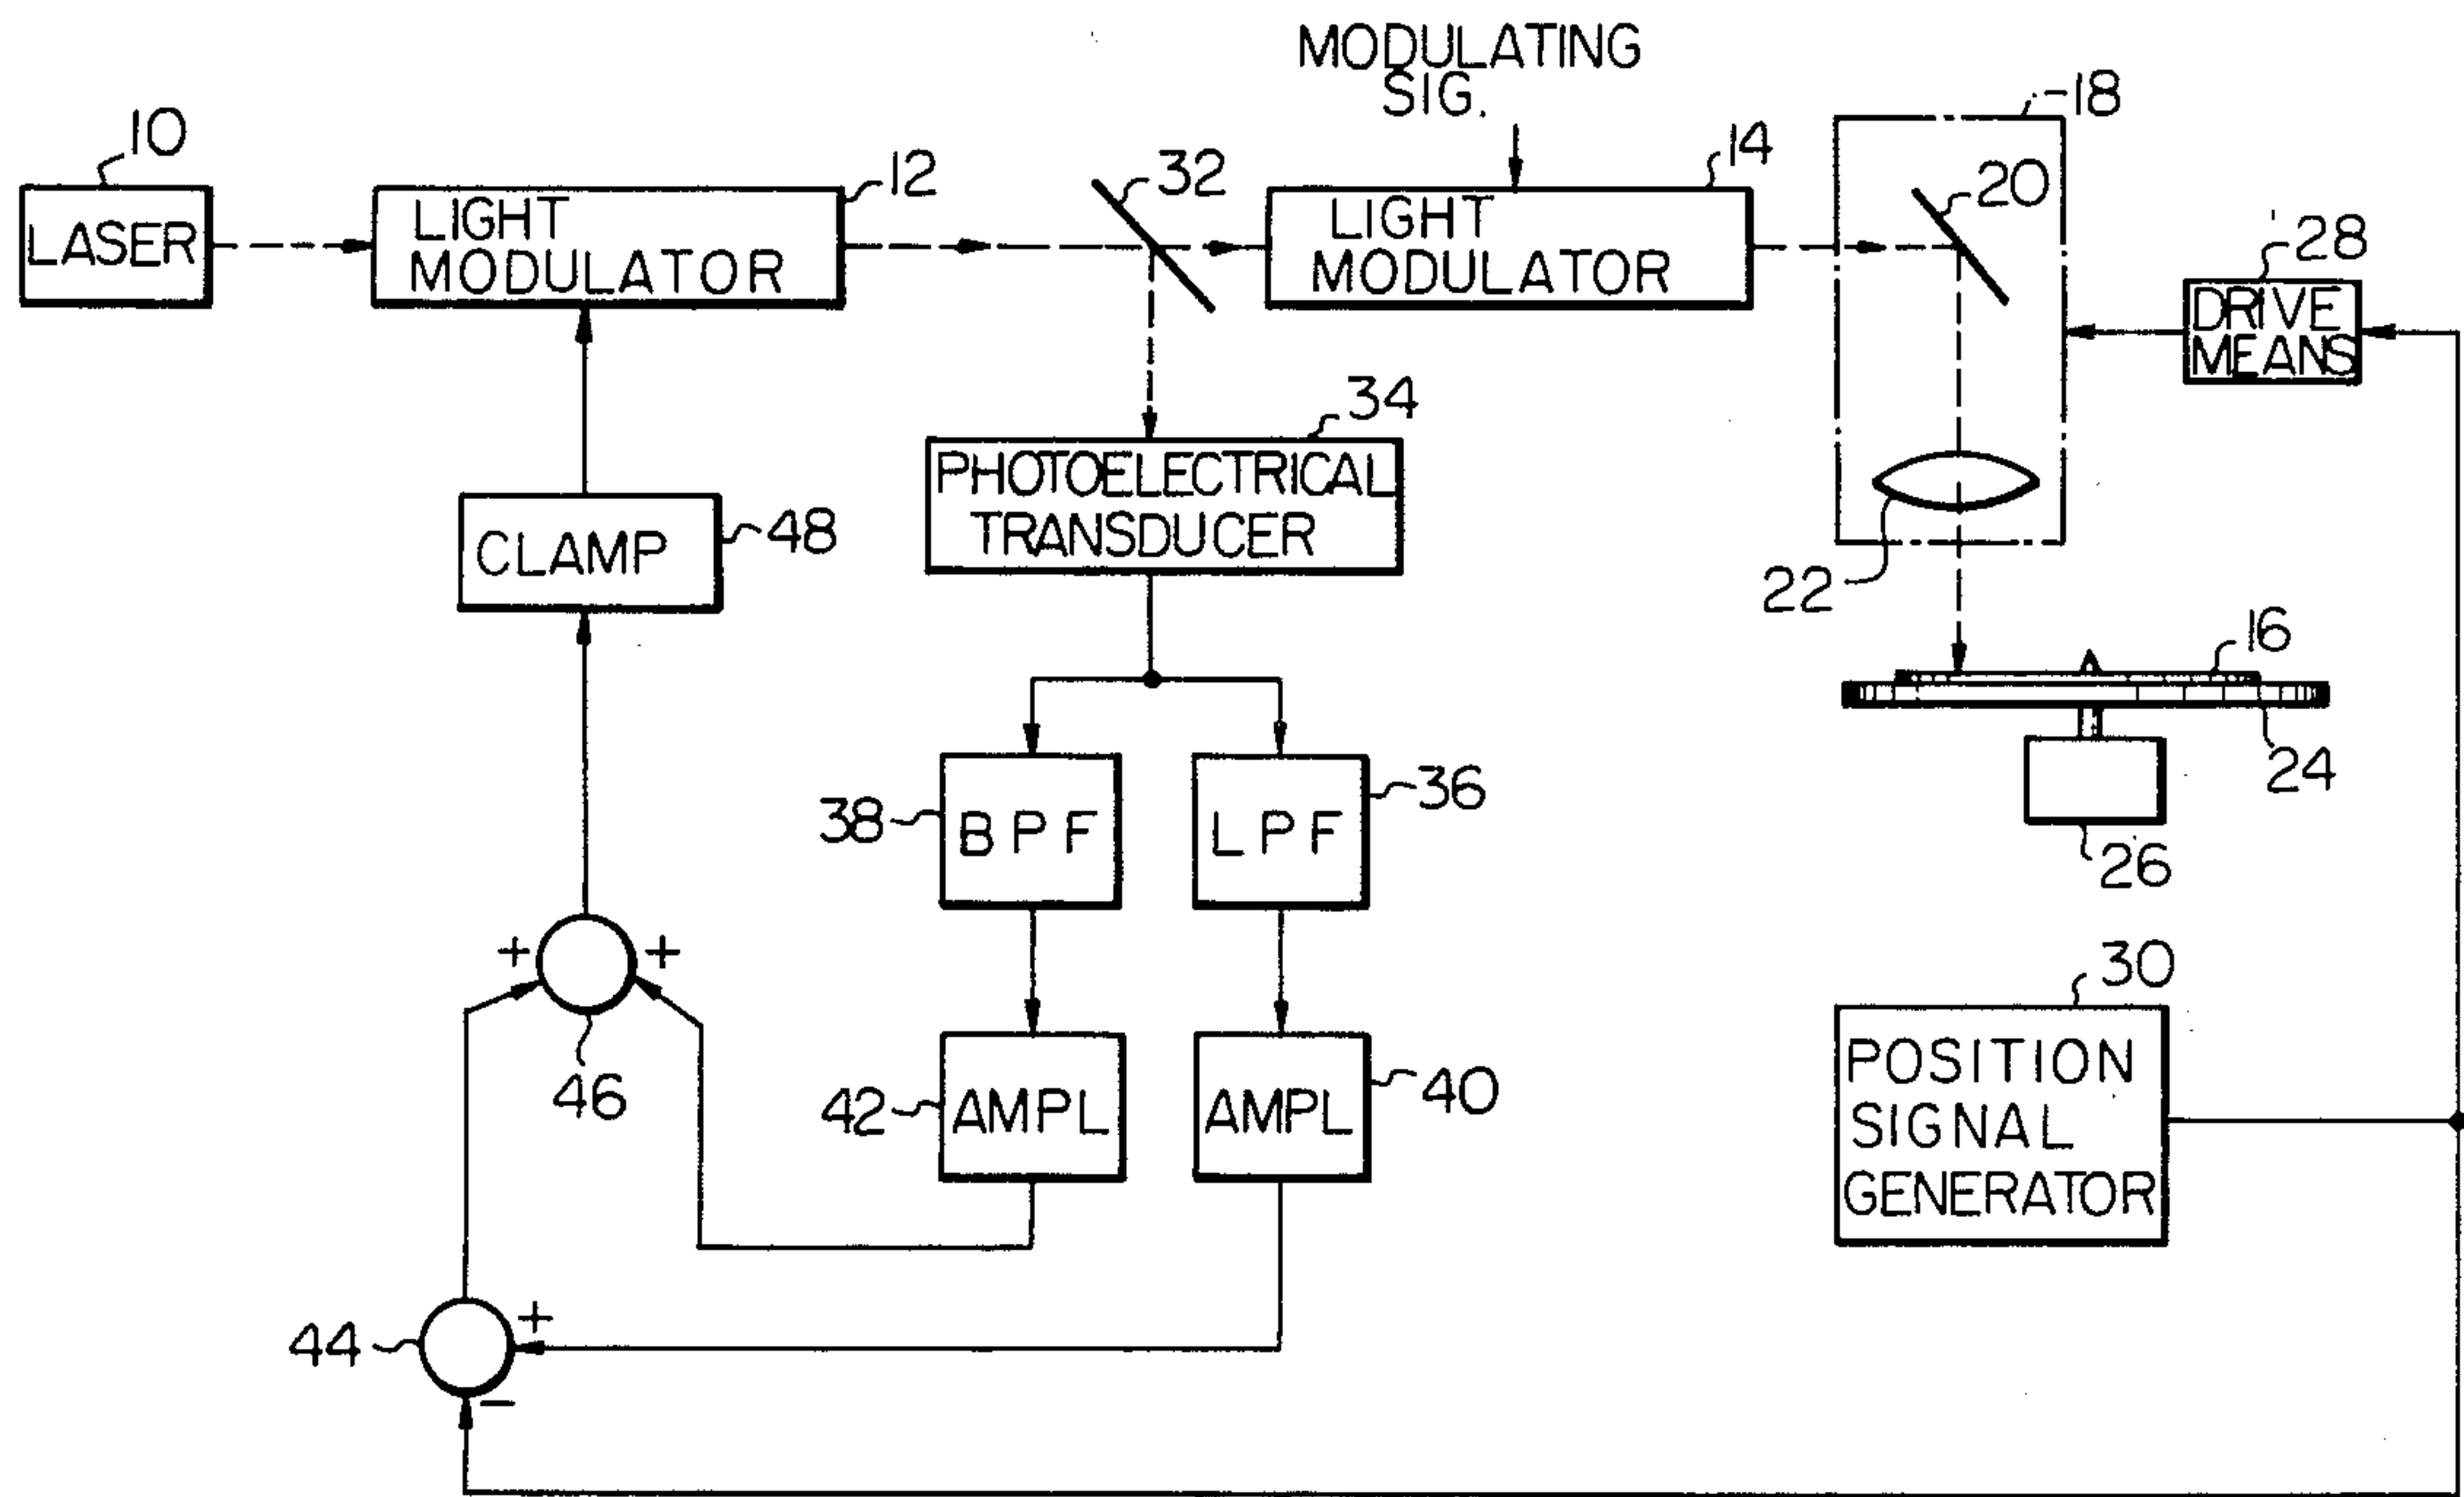 MODULATING
SIG.
10
LASER
12
LIGHT
MODULATOR
32
14
LIGHT
MODULATOR
18
20
28
DRIVE
MEANS
34
PHOTOELECTRICAL
TRANSDUCER
22
48
CLAMP
16
24
26
38
BPF
36
LPF
+
+
46
42
AMPL
40
AMPL
30
POSITION
SIGNAL
GENERATOR
44
+
−